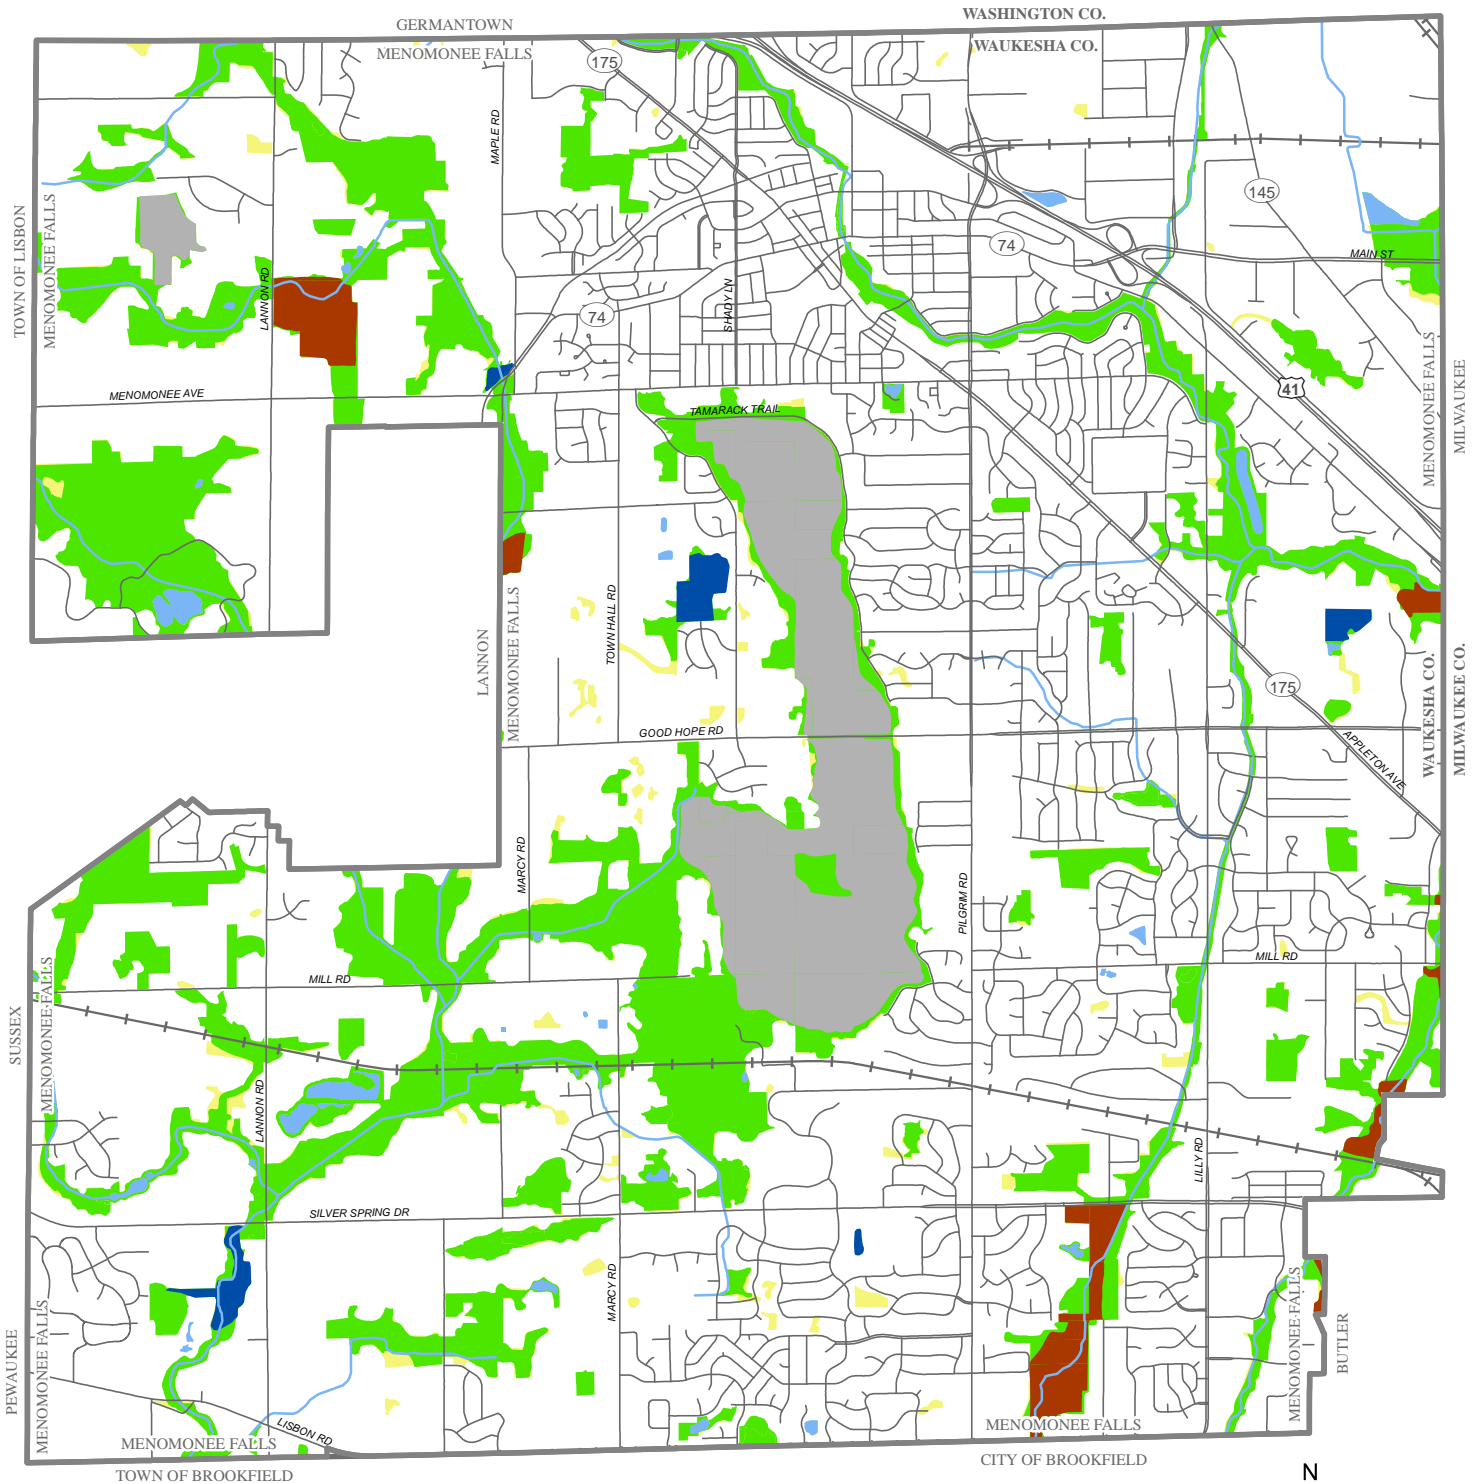 WASHINGTON CO.
GERMANTOWN
MENOMONEE FALLS
WAUKESHA CO.
175
MAPLE RD
145
TOWN OF LISBON
MENOMONEE FALLS
74
MAIN ST
LANNON RD
SHADY LN
74
MENOMONEE FALLS
MILWAUKEE
41
MENOMONEE AVE
TAMARACK TRAIL
TOWN HALL RD
LANNON
MENOMONEE FALLS
175
GOOD HOPE RD
WAUKESHA CO.
MILWAUKEE CO.
APPLETON AVE
MARCY RD
PILGRIM RD
MILL RD
MILL RD
SUSSEX
MENOMONEE FALLS
LANNON RD
LILLY RD
SILVER SPRING DR
MARCY RD
PEWAUKEE
MENOMONEE FALLS
MENOMONEE FALLS
BUTLER
LISBON RD
MENOMONEE FALLS
MENOMONEE FALLS
CITY OF BROOKFIELD
TOWN OF BROOKFIELD
N